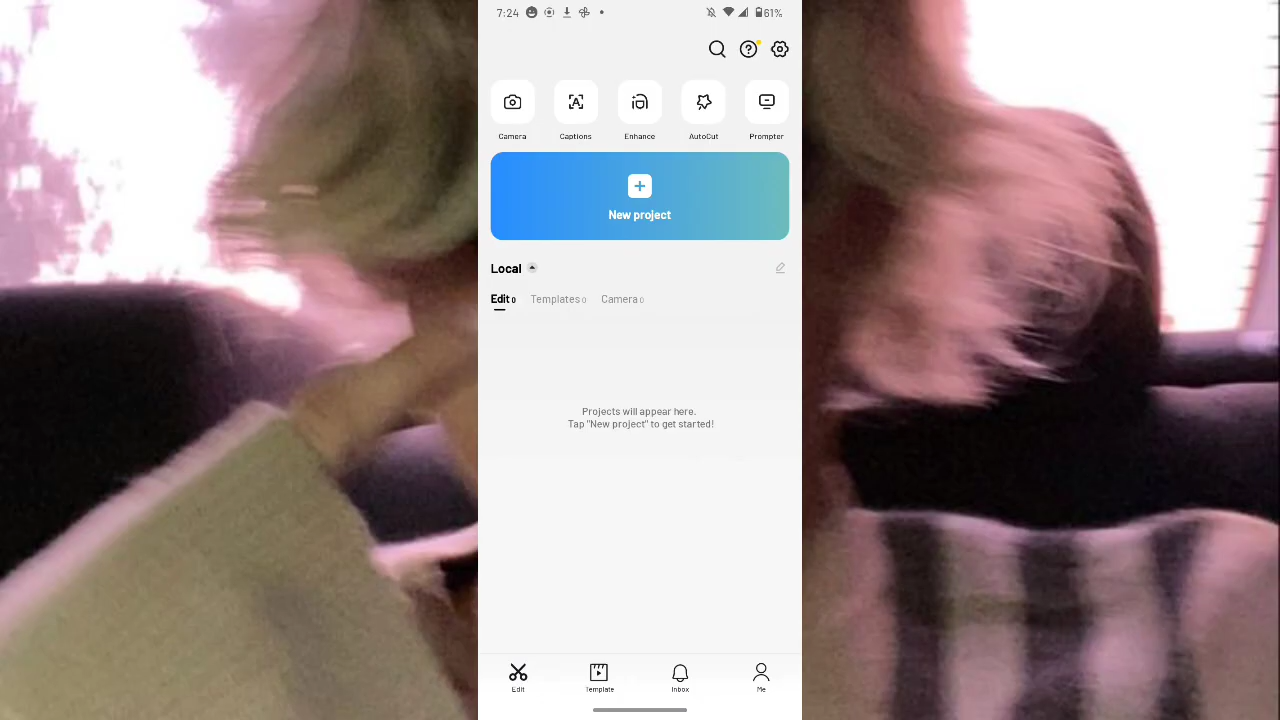 7:24
61%
Camera
Captions
Enhance
AutoCut
Prompter
New project
Local
Edit 0
Templates 0
Camera 0
Projects will appear here.
Tap "New project" to get started!
Edit
Template
Inbox
Me